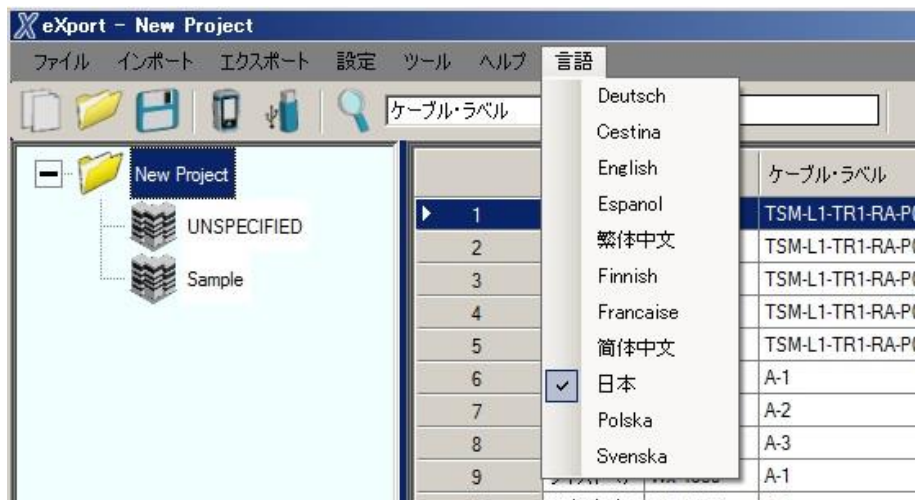 eXport - New Project
ファイル インポート エクスポート 設定 ツール ヘルプ 言語
ケーブル・ラベル
Deutsch
Cestina
English
Espanol
繁体中文
Finnish
Francaise
简体中文
日本
Polska
Svenska
New Project
UNSPECIFIED
Sample
ケーブル・ラベル
1 TSM-L1-TR1-RA-P
2 TSM-L1-TR1-RA-P
3 TSM-L1-TR1-RA-P
4 TSM-L1-TR1-RA-P
5 TSM-L1-TR1-RA-P
6 A-1
7 A-2
8 A-3
9 A-1